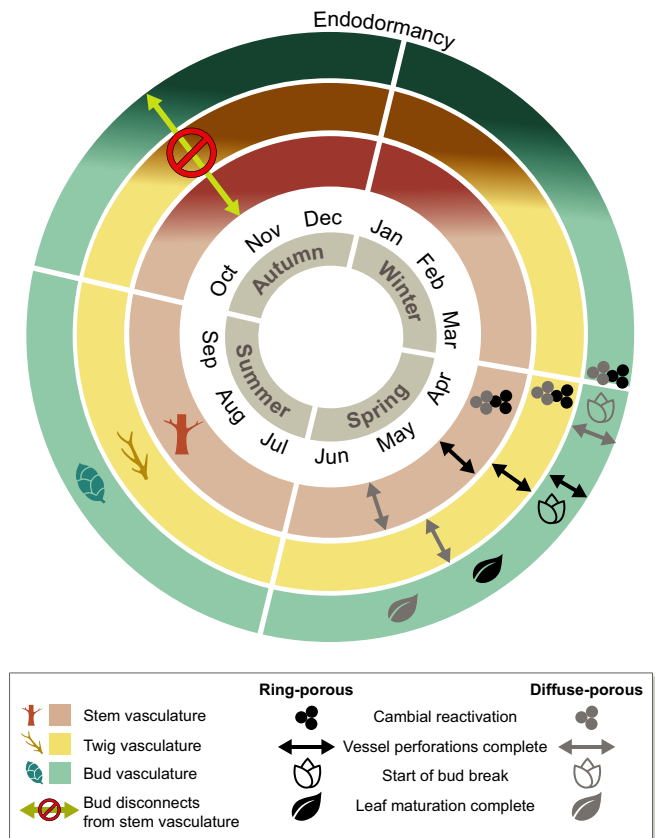 Endodormancy
Dec
Jan
Nov
Feb
Oct
Mar
Autumn
Winter
Sep
Summer
Spring
Apr
Aug
May
Jul
Jun
Ring-porous
Diffuse-porous
Stem vasculature
Cambial reactivation
Twig vasculature
Vessel perforations complete
Bud vasculature
Start of bud break
Bud disconnects
from stem vasculature
Leaf maturation complete